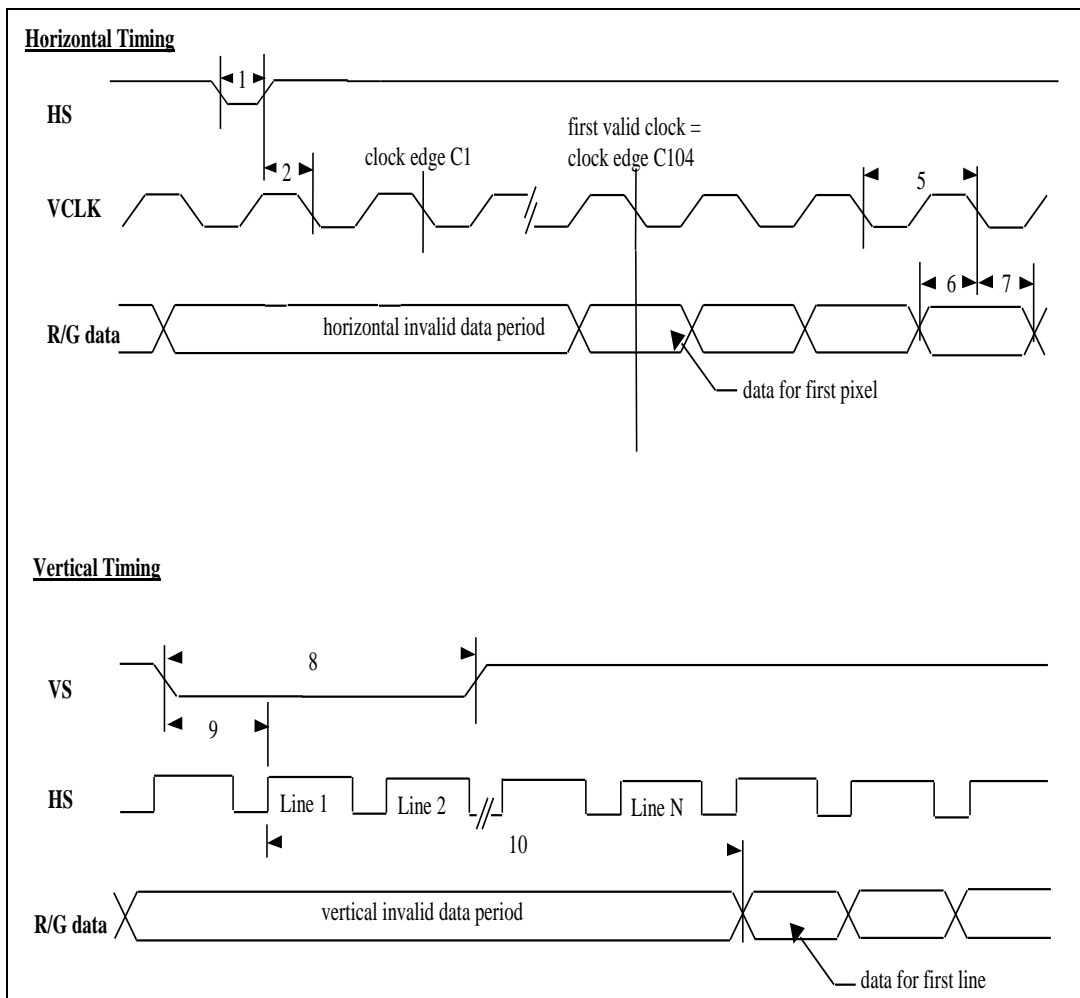 Horizontal Timing
1
HS
first valid clock =
clock edge C1
clock edge C104
2
5
VCLK
6
7
horizontal invalid data period
R/G data
data for first pixel
Vertical Timing
8
VS
9
HS
Line 1
Line 2
Line N
10
vertical invalid data period
R/G data
data for first line